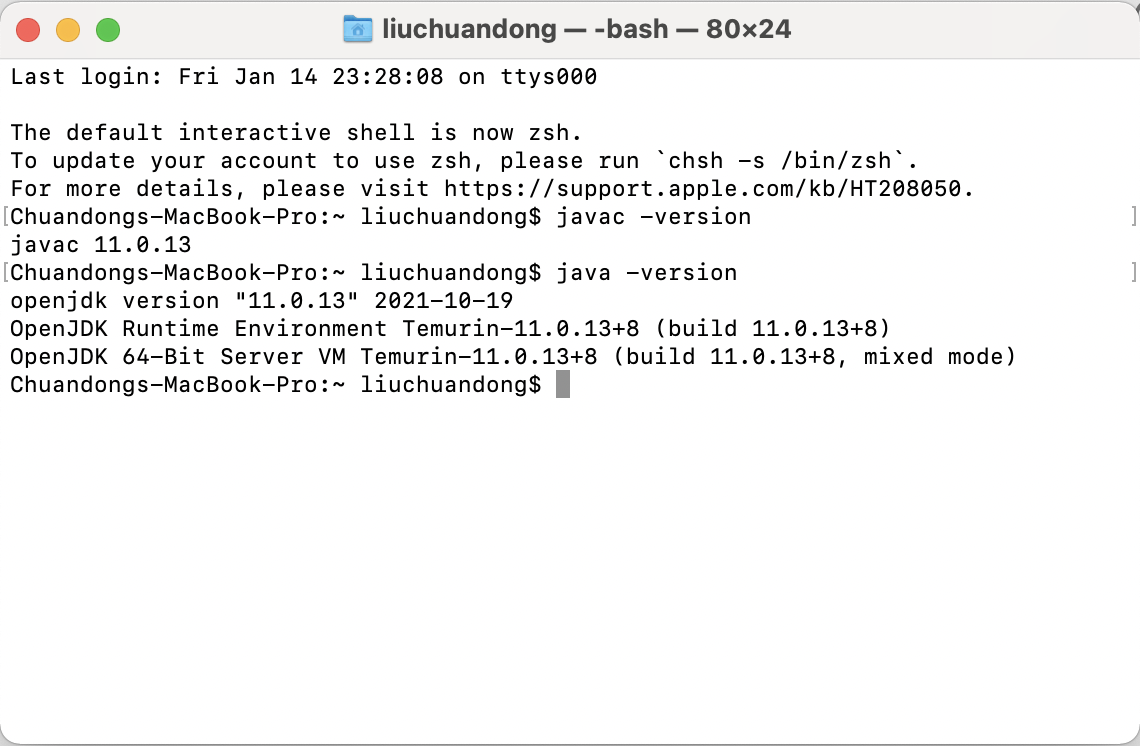 liuchuandong — -bash — 80×24
Last login: Fri Jan 14 23:28:08 on ttys000
The default interactive shell is now zsh.
To update your account to use zsh, please run `chsh -s /bin/zsh`.
For more details, please visit https://support.apple.com/kb/HT208050.
[Chuandongs-MacBook-Pro:~ liuchuandong$ javac -version ]
javac 11.0.13
[Chuandongs-MacBook-Pro:~ liuchuandong$ java -version ]
openjdk version "11.0.13" 2021-10-19
OpenJDK Runtime Environment Temurin-11.0.13+8 (build 11.0.13+8)
OpenJDK 64-Bit Server VM Temurin-11.0.13+8 (build 11.0.13+8, mixed mode)
Chuandongs-MacBook-Pro:~ liuchuandong$